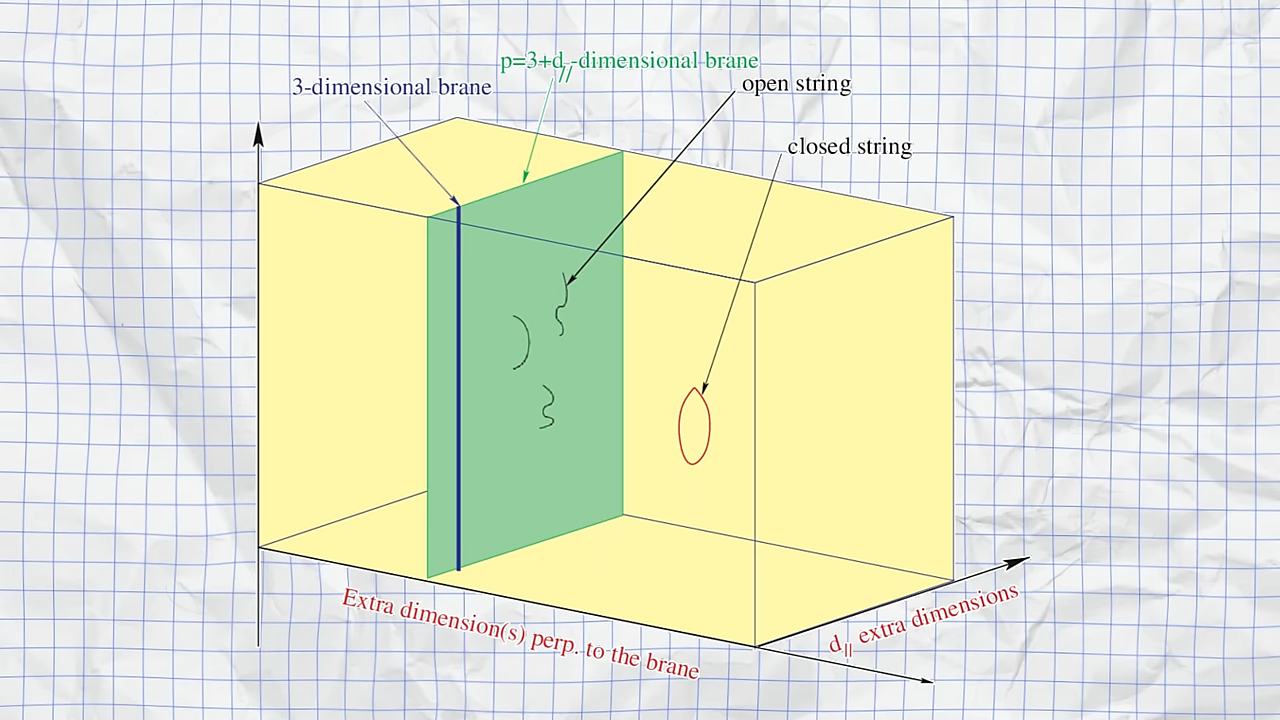 p=3+d//-dimensional brane
3-dimensional brane
open string
closed string
Extra dimension(s) perp. to the brane
d|| extra dimensions